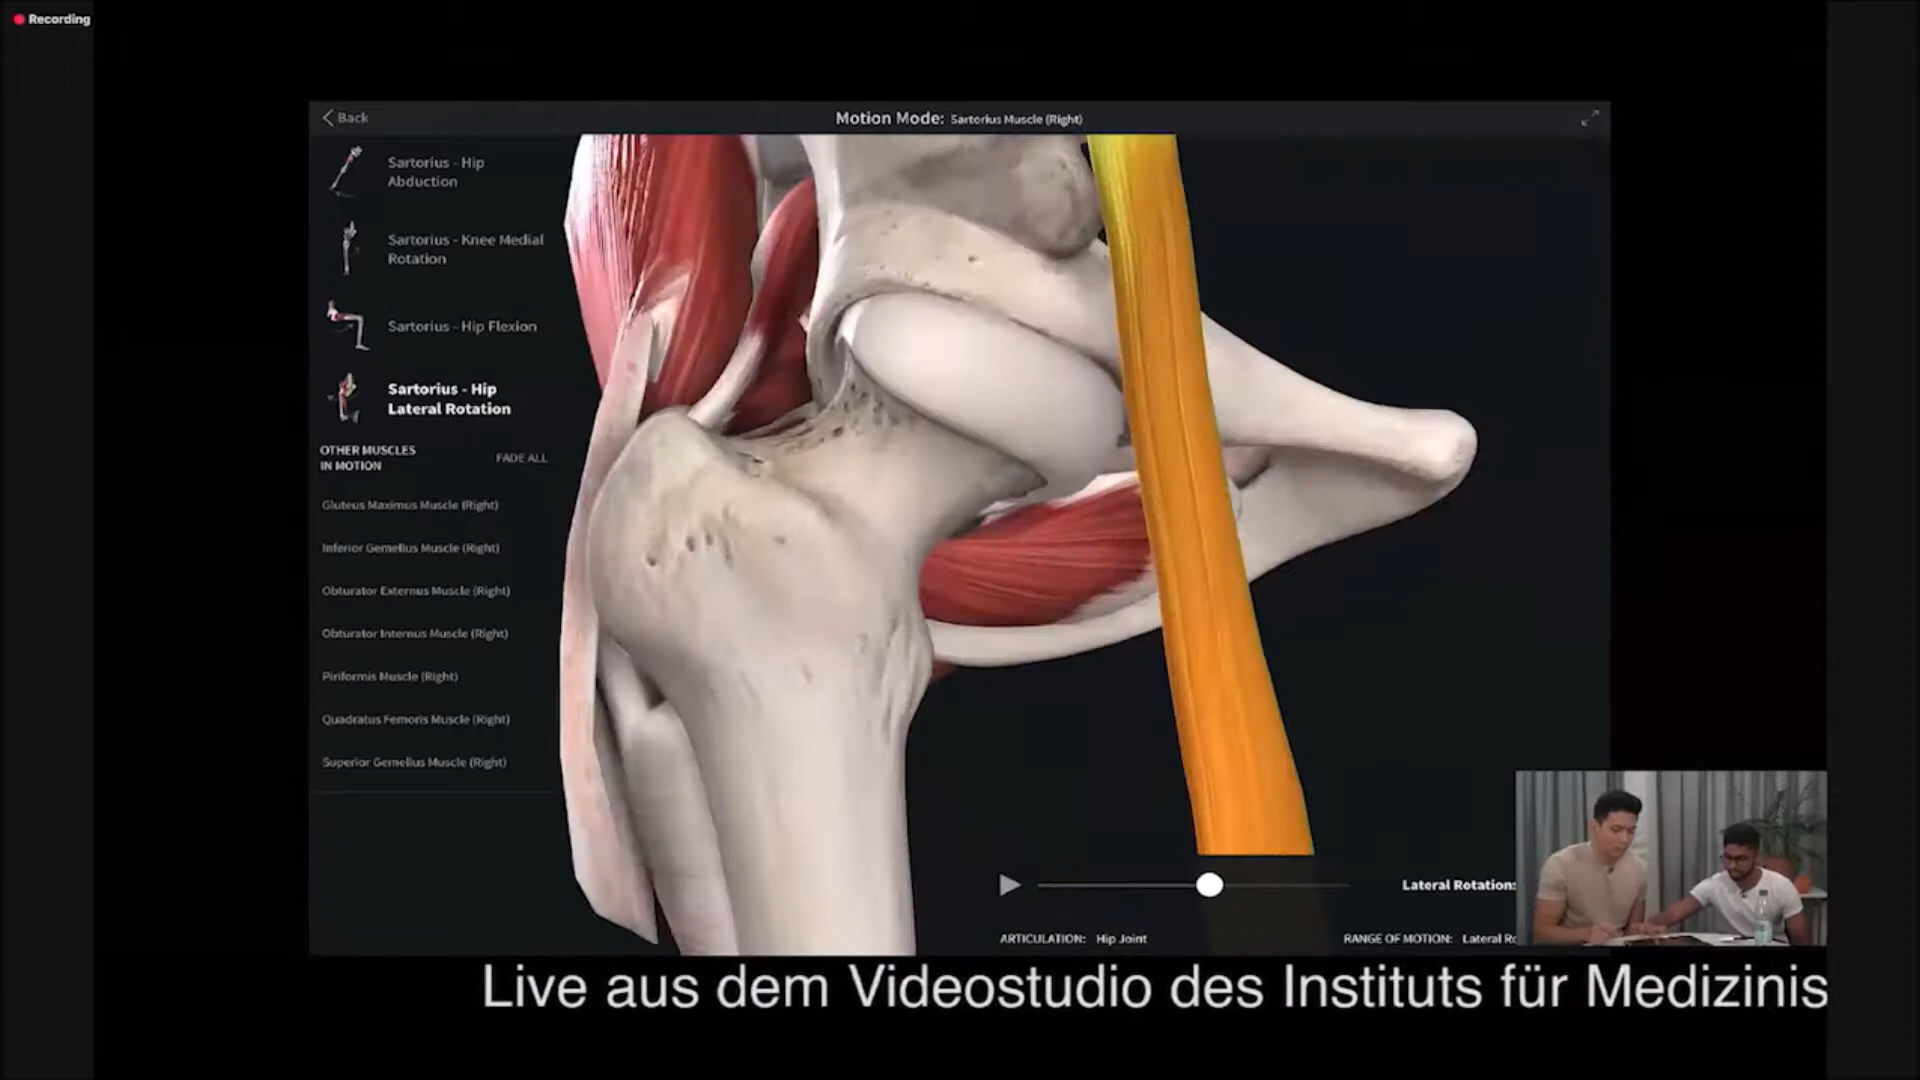 Recording
Back
Motion Mode: Sartorius Muscle (Right)
Sartorius - Hip
Abduction
Sartorius - Knee Medial
Rotation
Sartorius - Hip Flexion
Sartorius - Hip
Lateral Rotation
OTHER MUSCLES
IN MOTION
FADE ALL
Gluteus Maximus Muscle (Right)
Inferior Gemellus Muscle (Right)
Obturator Externus Muscle (Right)
Obturator Internus Muscle (Right)
Piriformis Muscle (Right)
Quadratus Femoris Muscle (Right)
Superior Gemellus Muscle (Right)
Lateral Rotation:
ARTICULATION: Hip Joint
RANGE OF MOTION: Lateral Ro
Live aus dem Videostudio des Instituts für Medizinis